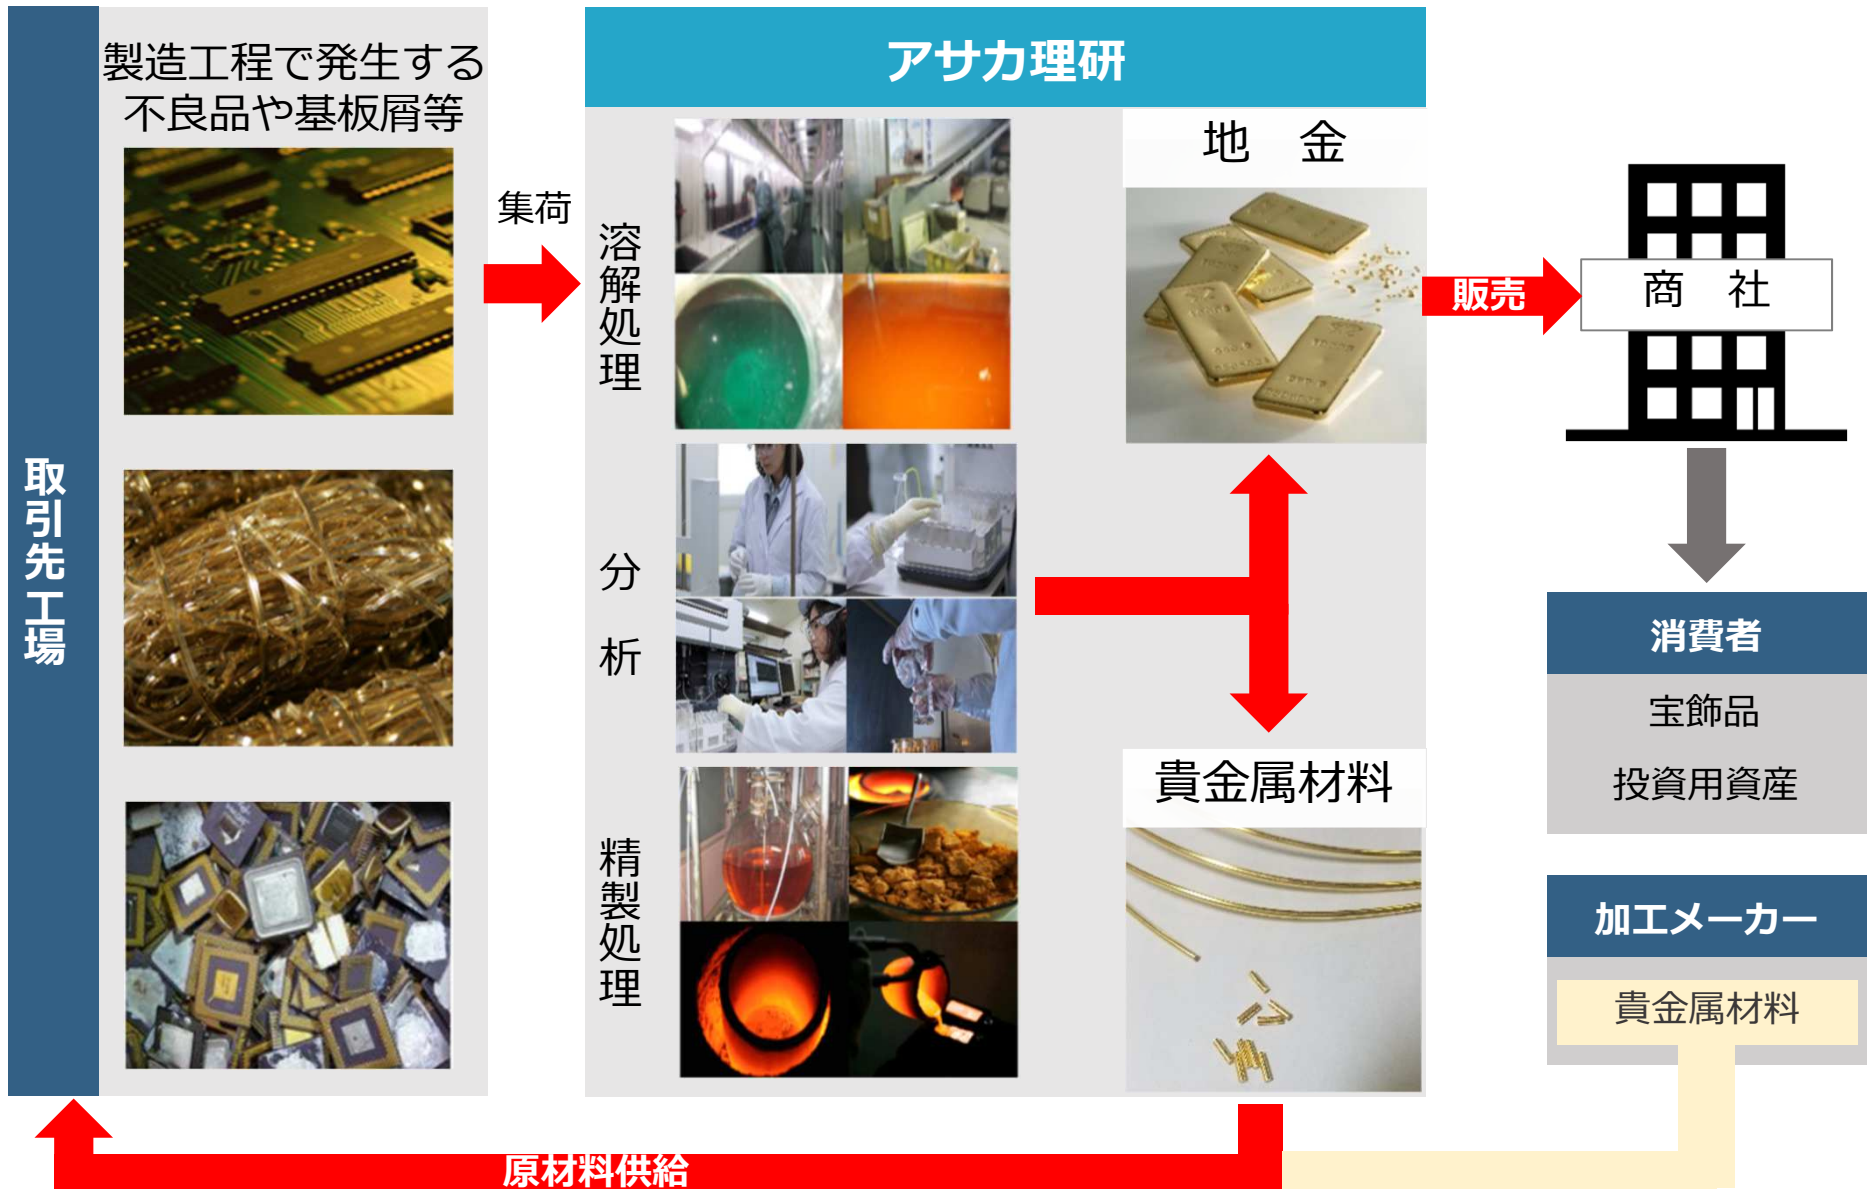 取引先工場
製造工程で発生する
不良品や基板屑等
集荷
アサカ理研
溶解処理
分析
精製処理
地　金
貴金属材料
販売
商　社
消費者
宝飾品
投資用資産
加工メーカー
貴金属材料
原材料供給